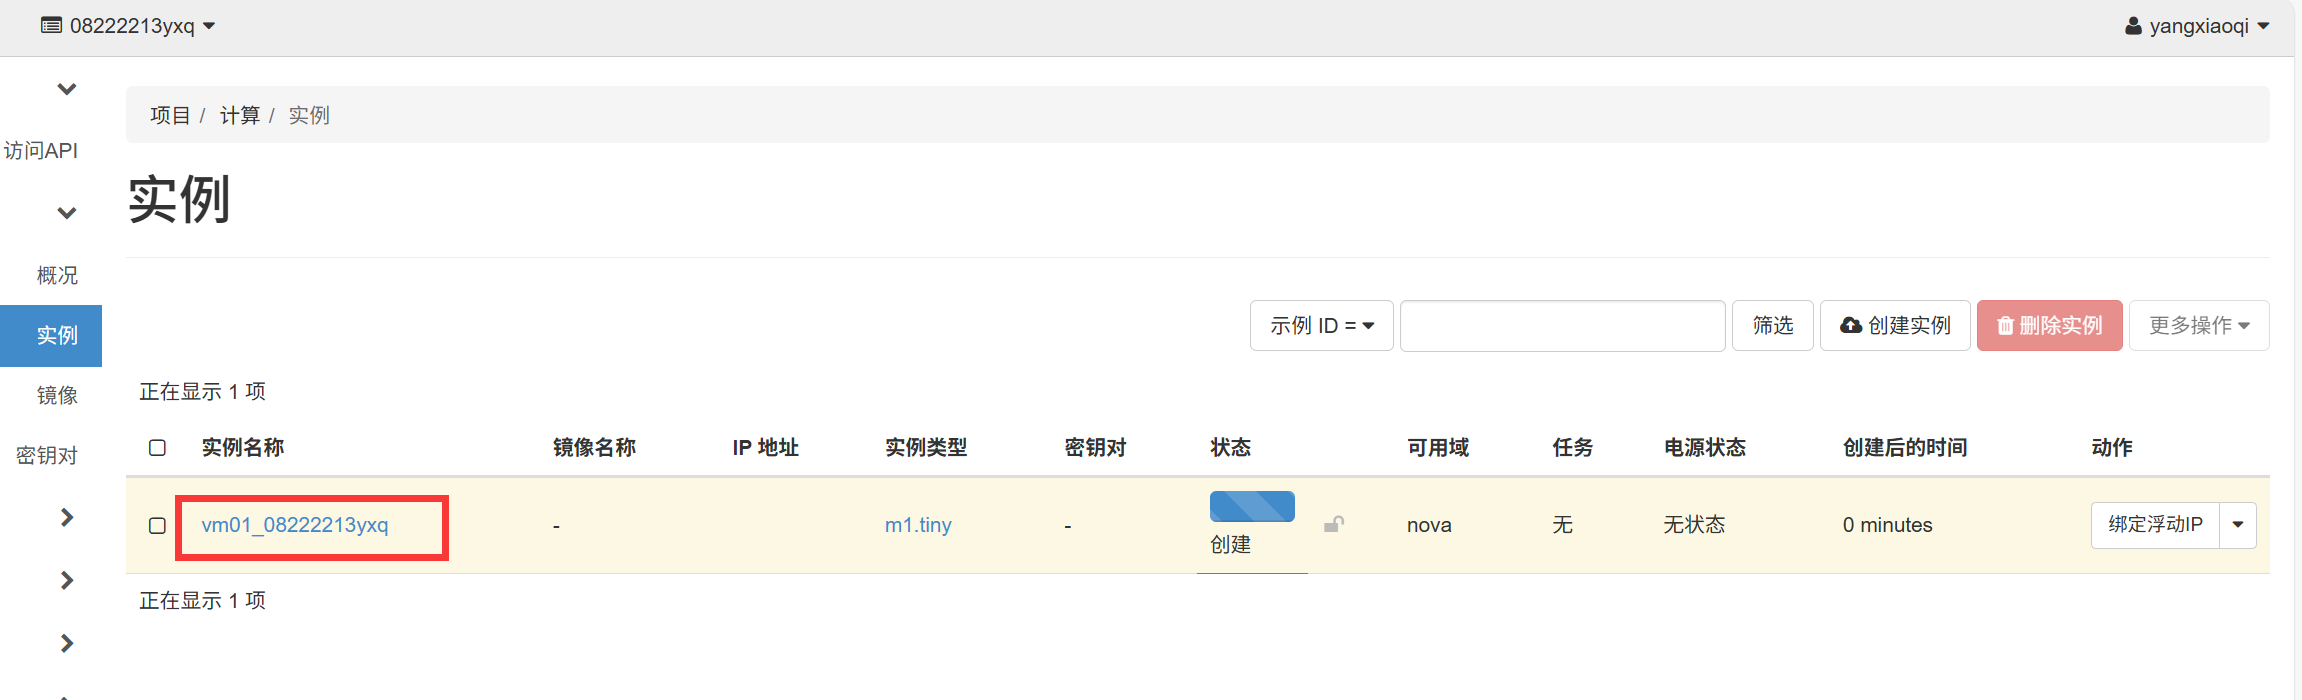 08222213yxq
yangxiaoqi
项目 / 计算 / 实例
访问API
实例
概况
实例
镜像
密钥对
示例 ID =
筛选
创建实例
删除实例
更多操作
正在显示 1 项
实例名称 镜像名称 IP 地址 实例类型 密钥对 状态 可用域 任务 电源状态 创建后的时间 动作
vm01_08222213yxq - m1.tiny - 创建 nova 无 无状态 0 minutes 绑定浮动IP
正在显示 1 项